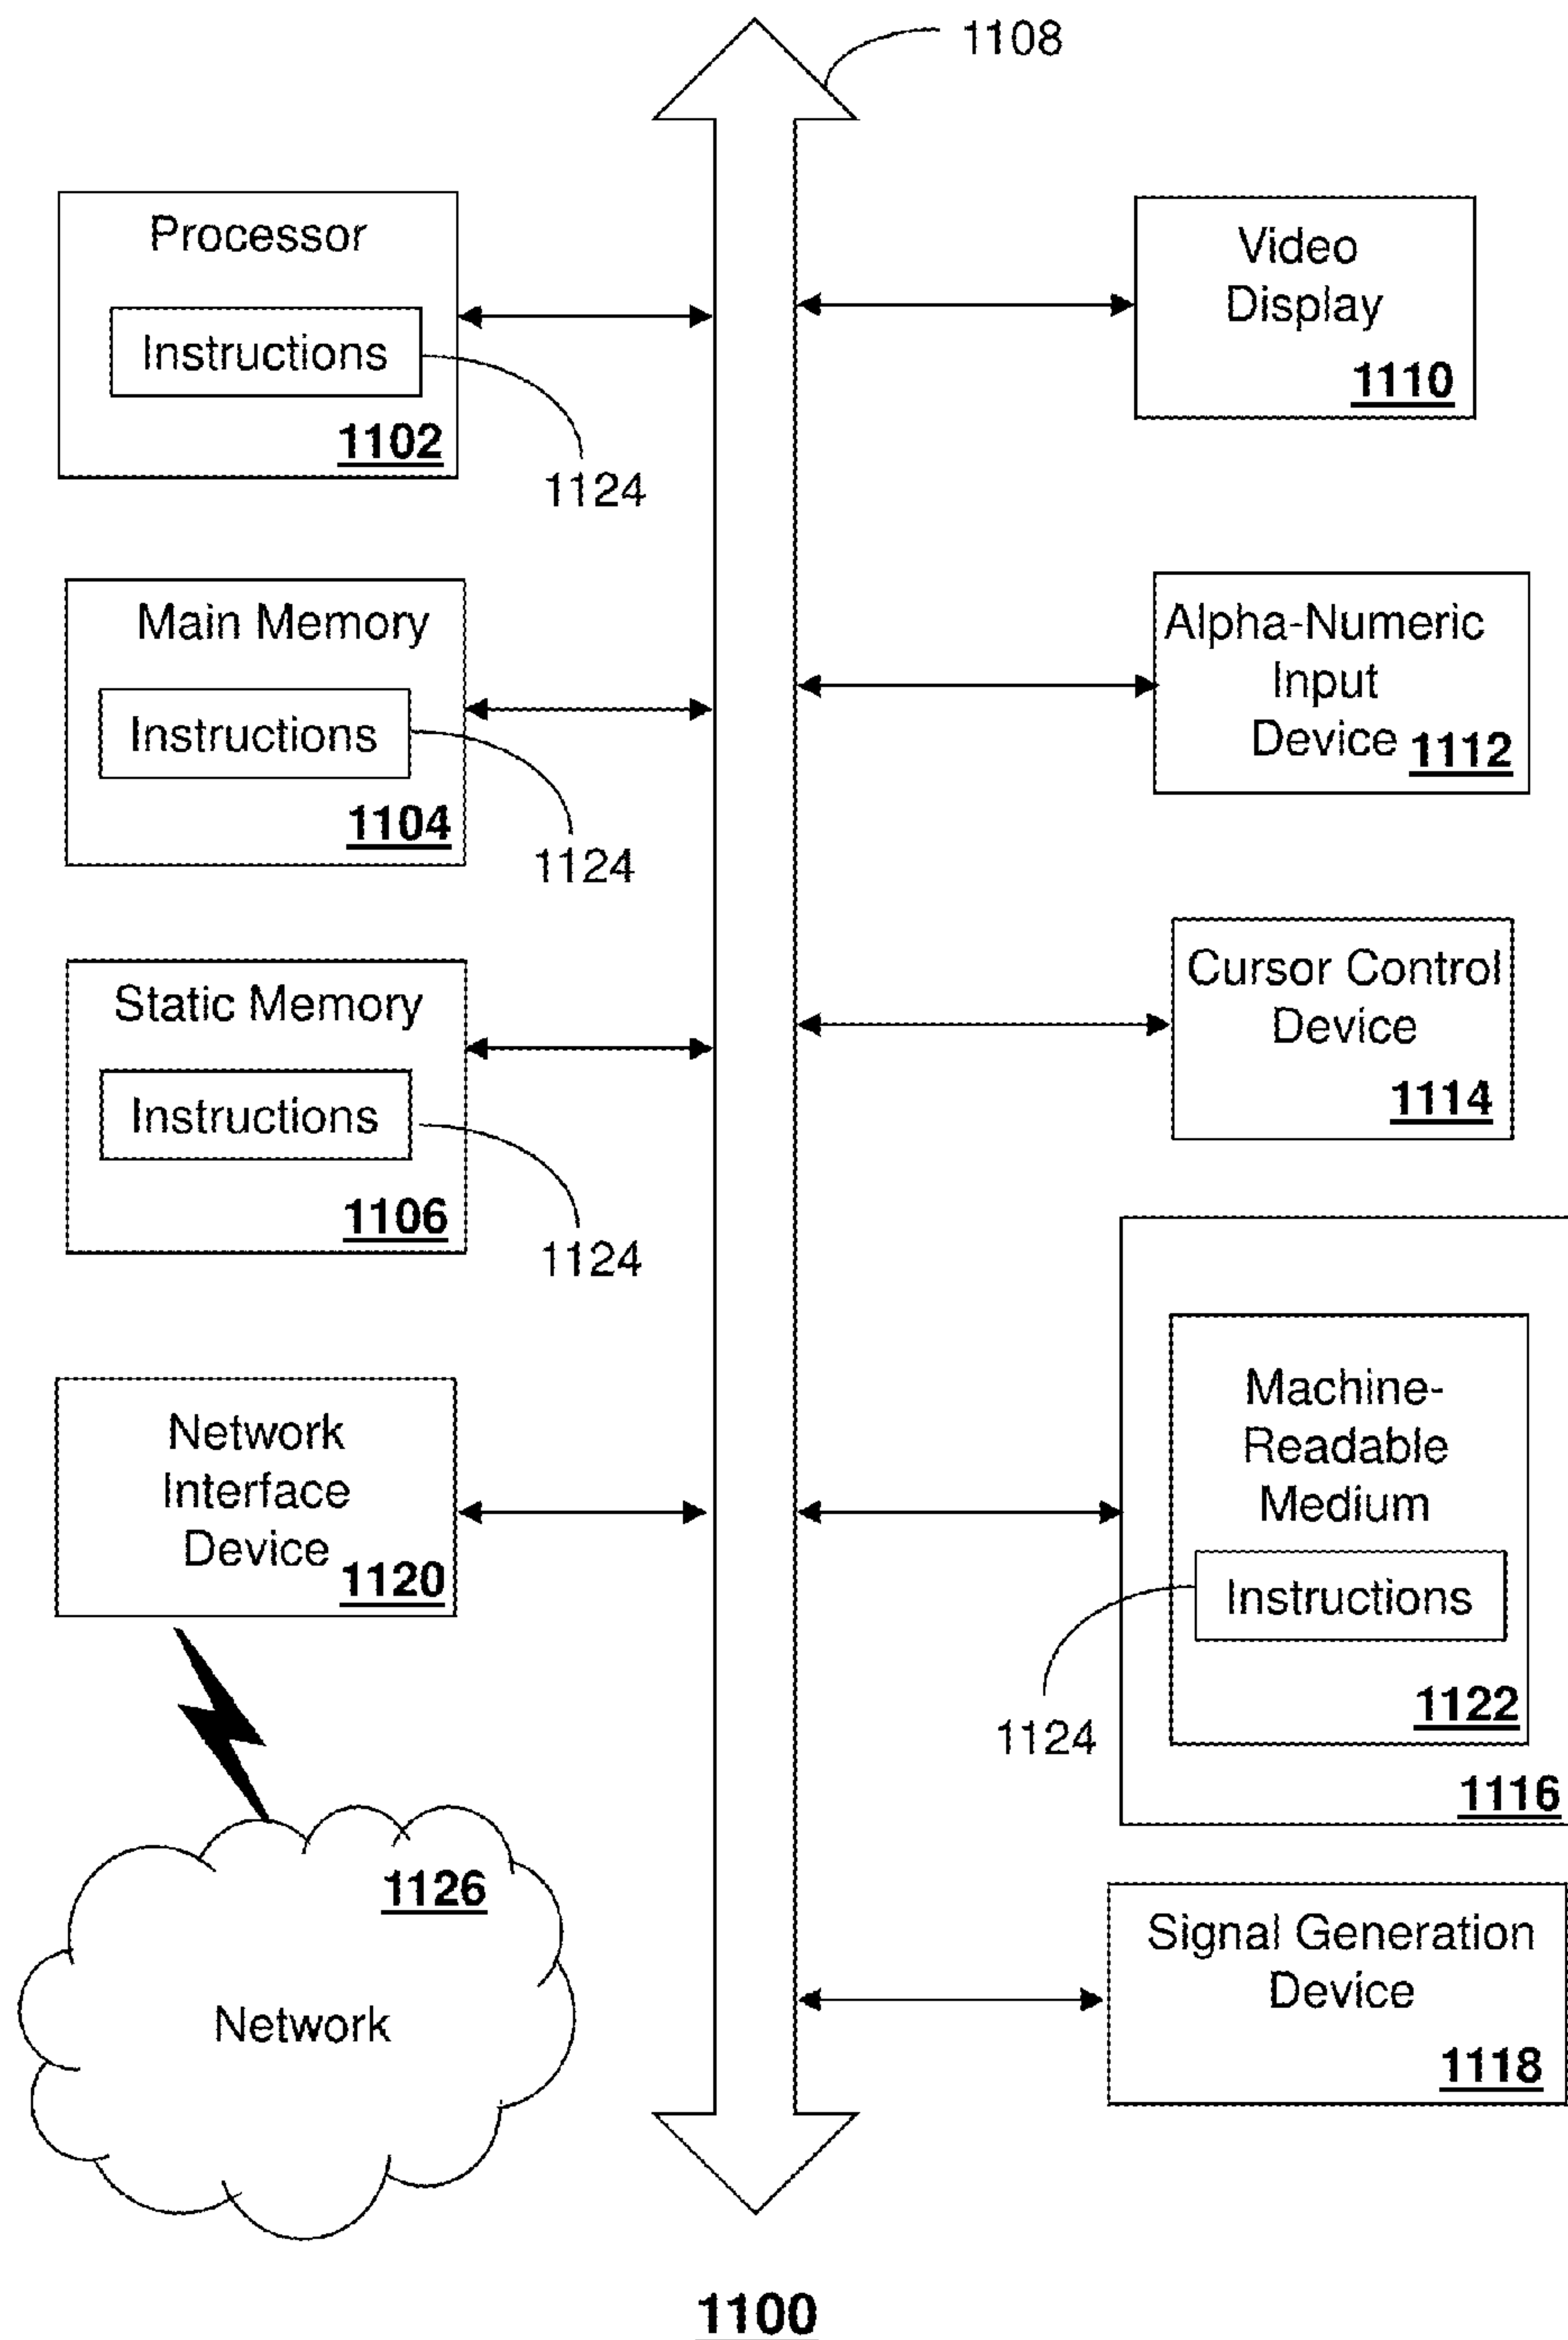 1108
Processor
Instructions
1102
1124
Video
Display
1110
Main Memory
Instructions
1104
1124
Alpha-Numeric
Input
Device 1112
Static Memory
Instructions
1106
1124
Cursor Control
Device
1114
Network
Interface
Device
1120
Machine-
Readable
Medium
Instructions
1122
1124
1116
1126
Network
Signal Generation
Device
1118
1100